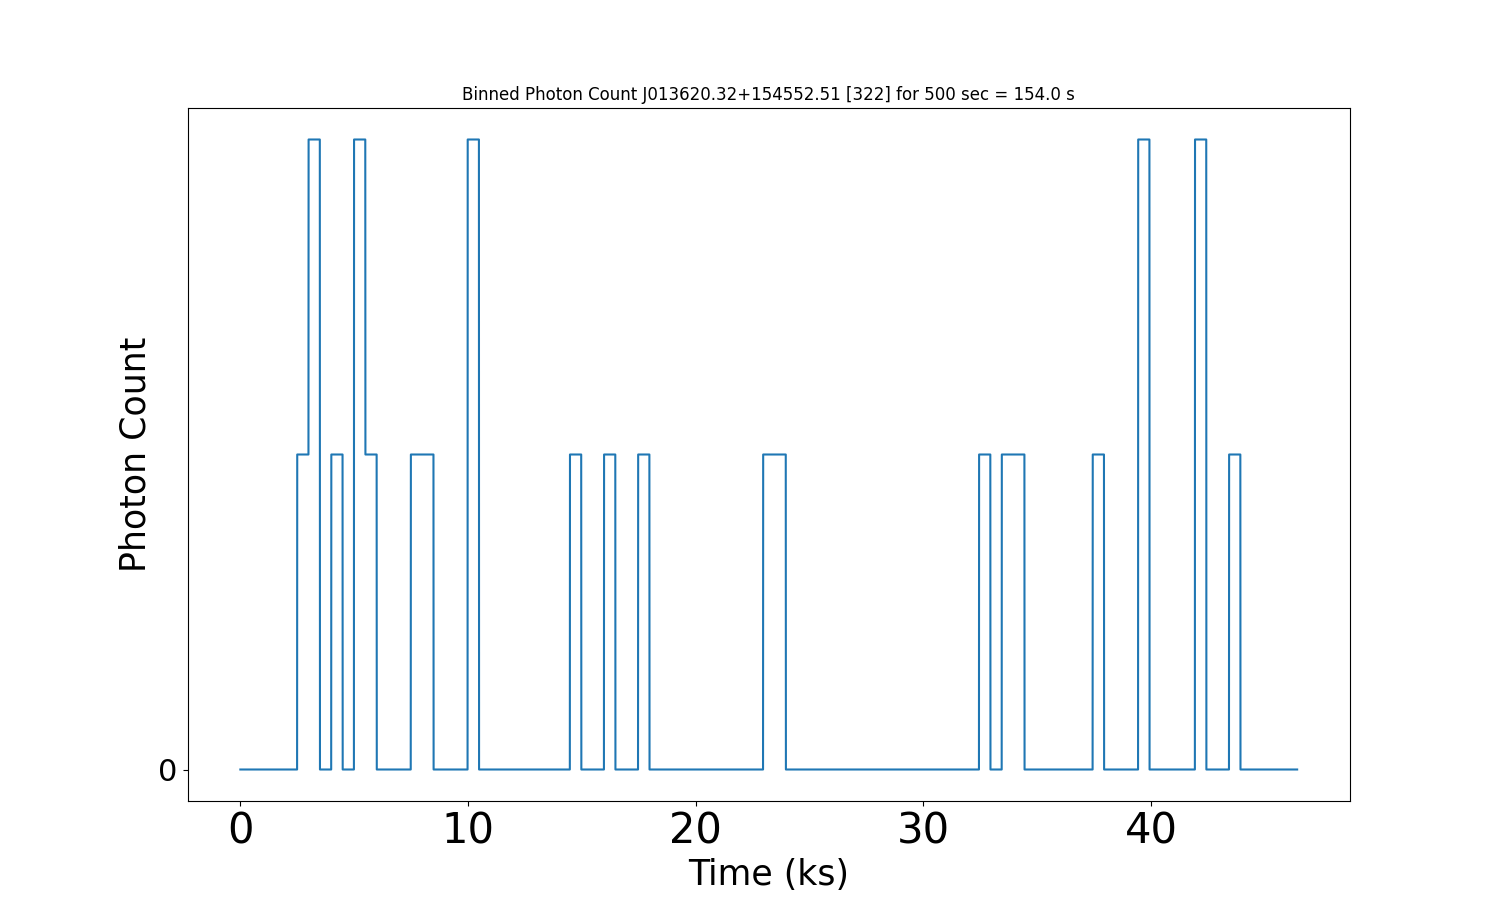 Binned Photon Count J013620.32+154552.51 [322] for 500 sec = 154.0 s
Photon Count
0
0 10 20 30 40
Time (ks)